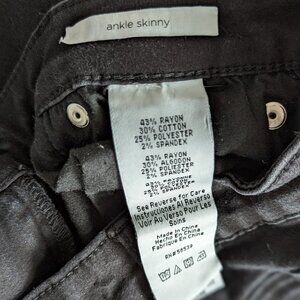 ankle skinny
43% RAYON
30% COTTON
25% POLYESTER
2% SPANDEX
43% RAYON
30% ALGODON
25% POLIESTER
2% SPANDEX
See Reverse for Care
Instrucciones Al Reverso
Voir Au Verso Pour Les
Soins
Made In China
Hecho En China
Fabrique En China